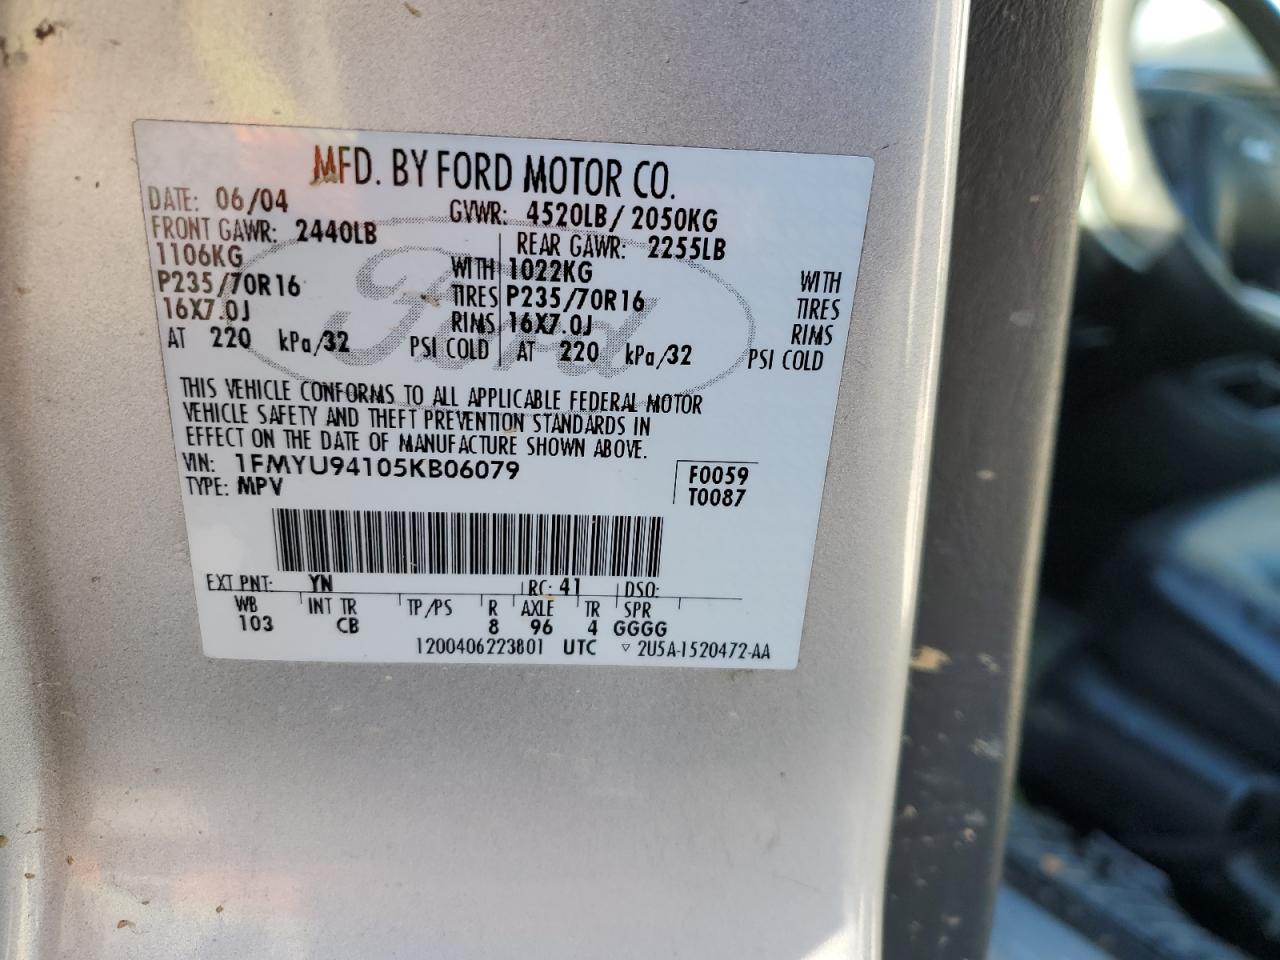 MFD. BY FORD MOTOR CO.
DATE: 06/04 GVWR: 4520LB/ 2050KG
FRONT GAWR: 2440LB REAR GAWR: 2255LB
1106KG WITH 1022KG WITH
P235/70R16 TIRES P235/70R16 TIRES
16X7.0J RIMS 16X7.0J RIMS
AT 220 kPa/32 PSI COLD AT 220 kPa/32 PSI COLD
Ford
THIS VEHICLE CONFORMS TO ALL APPLICABLE FEDERAL MOTOR
VEHICLE SAFETY AND THEFT PREVENTION STANDARDS IN
EFFECT ON THE DATE OF MANUFACTURE SHOWN ABOVE.
VIN: 1FMYU94105KB06079 F0059
TYPE: MPV T0087
EXT PNT: YN RC: 41 DSO:
WB INT TR TP/PS R AXLE TR SPR
103 CB 8 96 4 GGGG
1200406223801 UTC ▽ 2U5A-1520472-AA